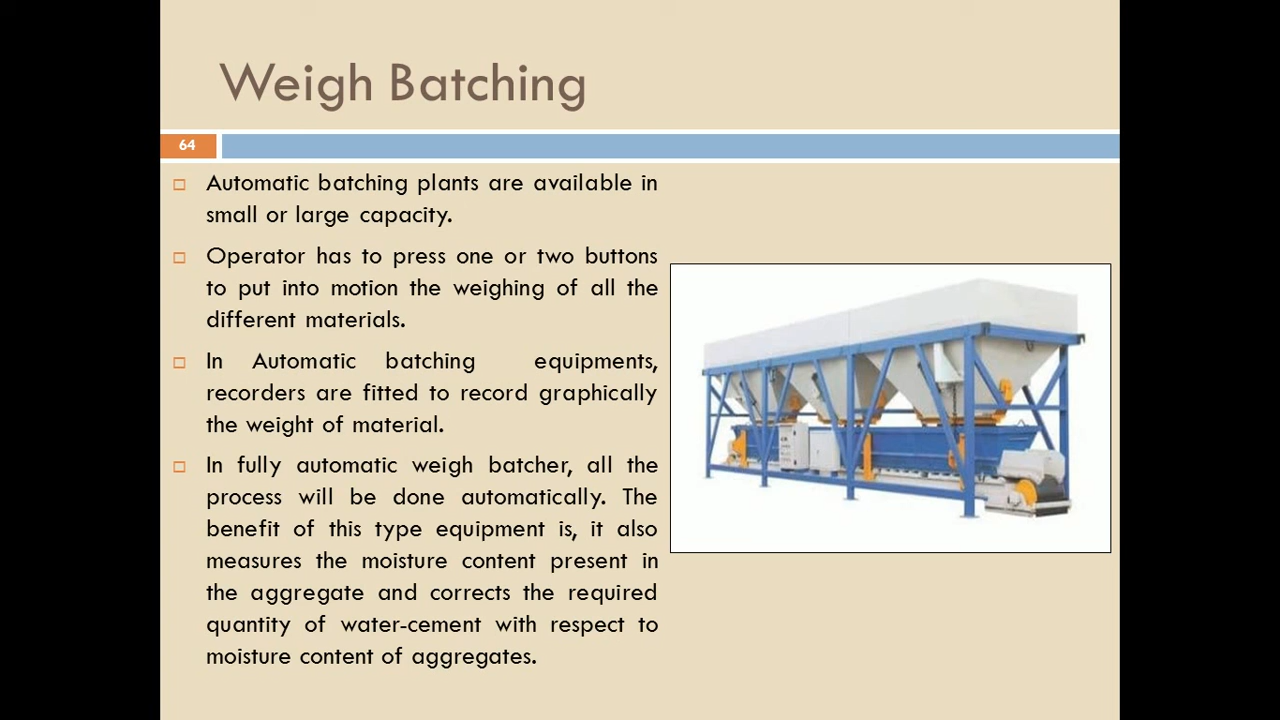 Weigh Batching
64
Automatic batching plants are available in
small or large capacity.
Operator has to press one or two buttons
to put into motion the weighing of all the
different materials.
In Automatic batching equipments,
recorders are fitted to record graphically
the weight of material.
In fully automatic weigh batcher, all the
process will be done automatically. The
benefit of this type equipment is, it also
measures the moisture content present in
the aggregate and corrects the required
quantity of water-cement with respect to
moisture content of aggregates.